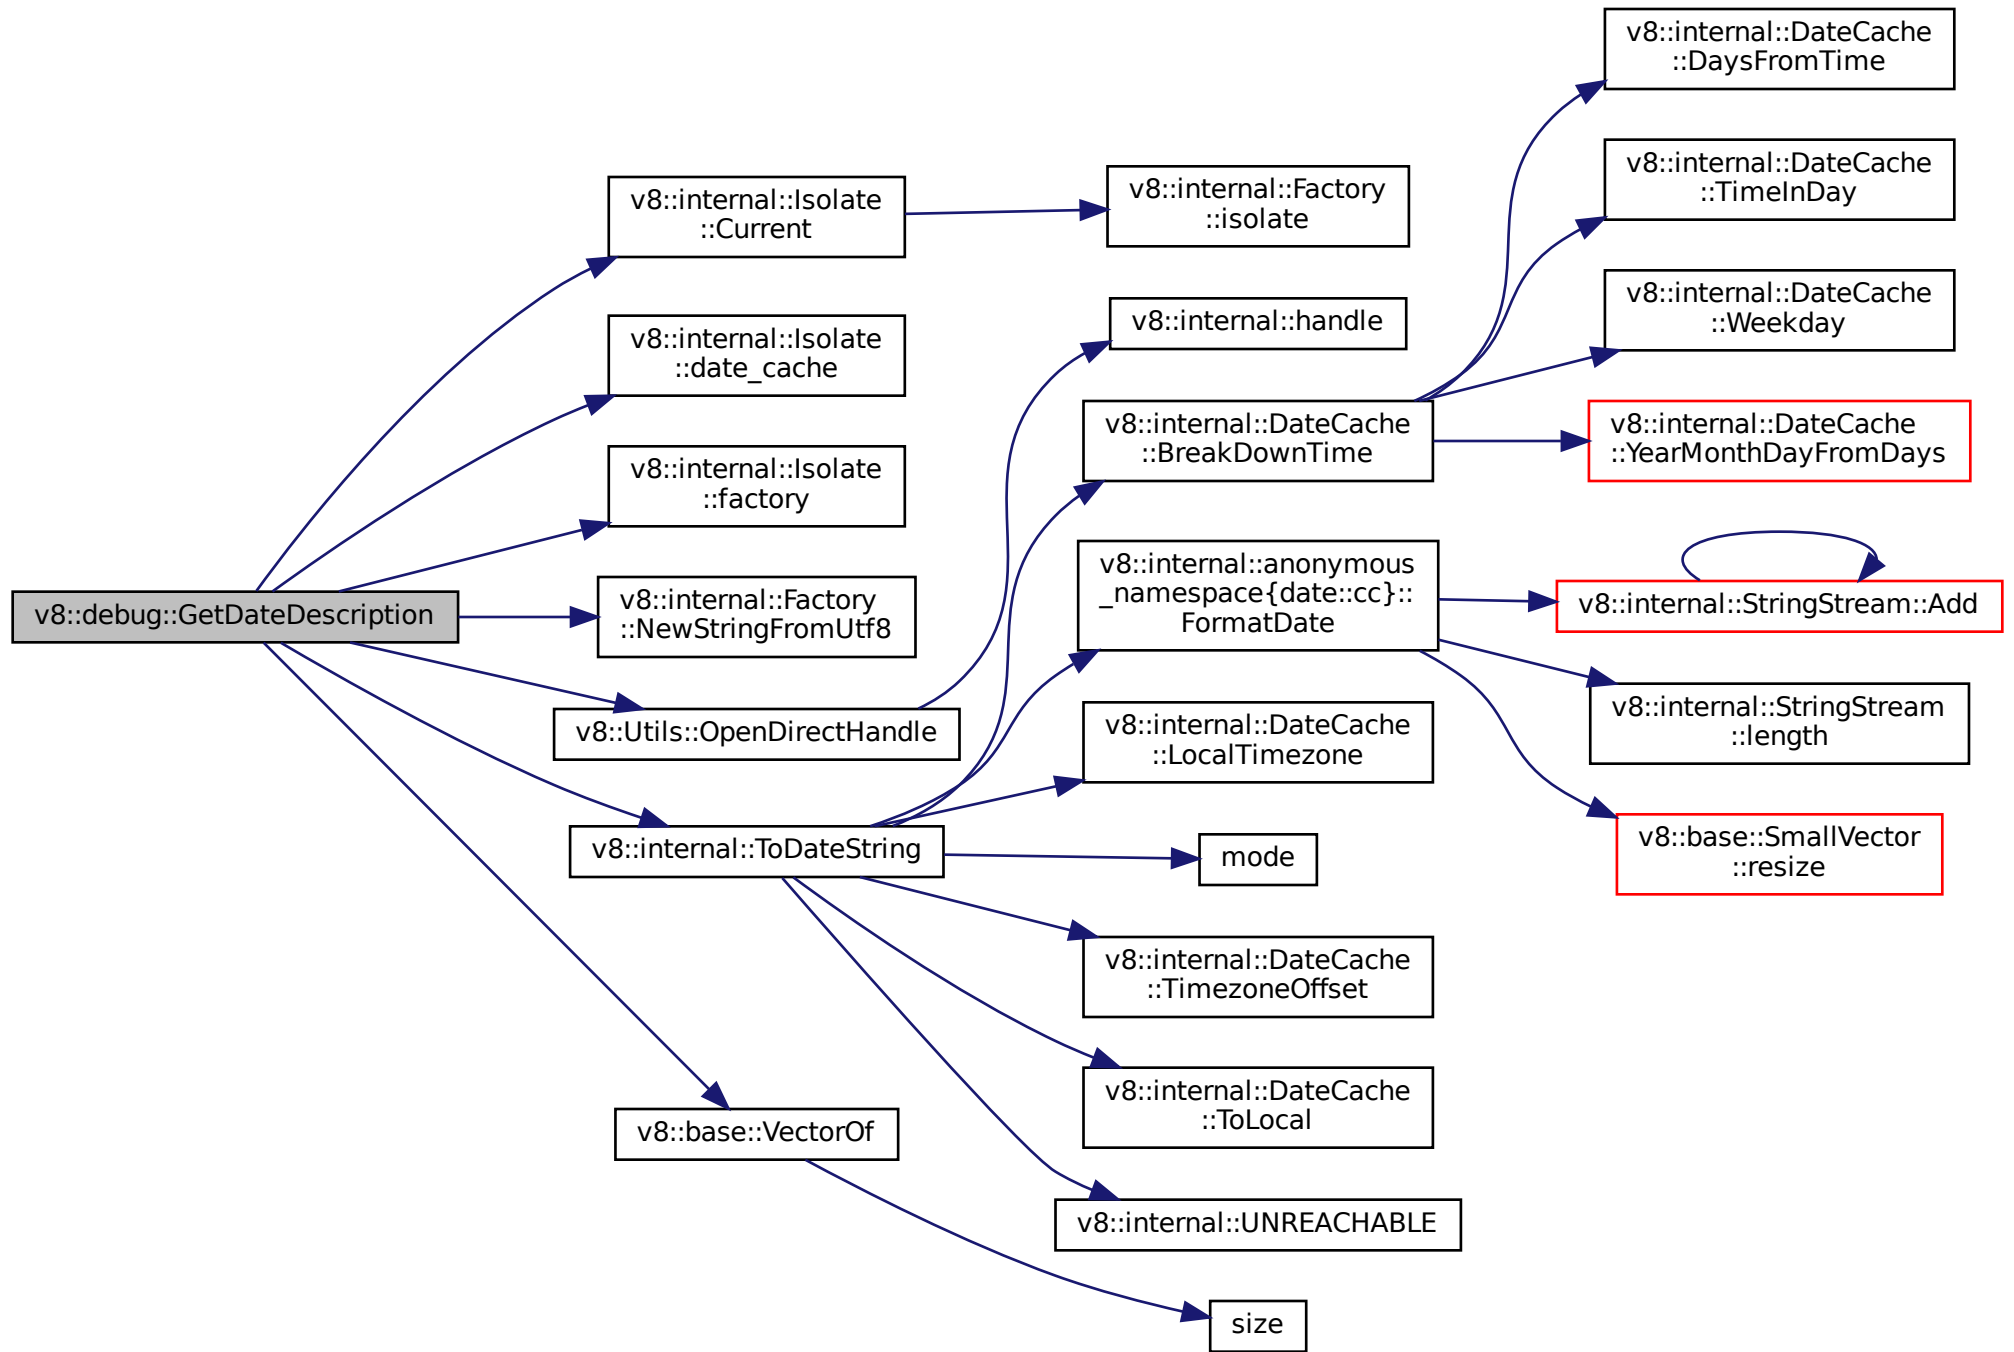 v8::debug::GetDateDescription
v8::internal::Isolate
::Current
v8::internal::Isolate
::date_cache
v8::internal::Isolate
::factory
v8::internal::Factory
::NewStringFromUtf8
v8::Utils::OpenDirectHandle
v8::internal::ToDateString
v8::base::VectorOf
v8::internal::Factory
::isolate
v8::internal::handle
v8::internal::DateCache
::BreakDownTime
v8::internal::anonymous
_namespace{date::cc}::
FormatDate
v8::internal::DateCache
::LocalTimezone
mode
v8::internal::DateCache
::TimezoneOffset
v8::internal::DateCache
::ToLocal
v8::internal::UNREACHABLE
size
v8::internal::DateCache
::DaysFromTime
v8::internal::DateCache
::TimeInDay
v8::internal::DateCache
::Weekday
v8::internal::DateCache
::YearMonthDayFromDays
v8::internal::StringStream::Add
v8::internal::StringStream
::length
v8::base::SmallVector
::resize